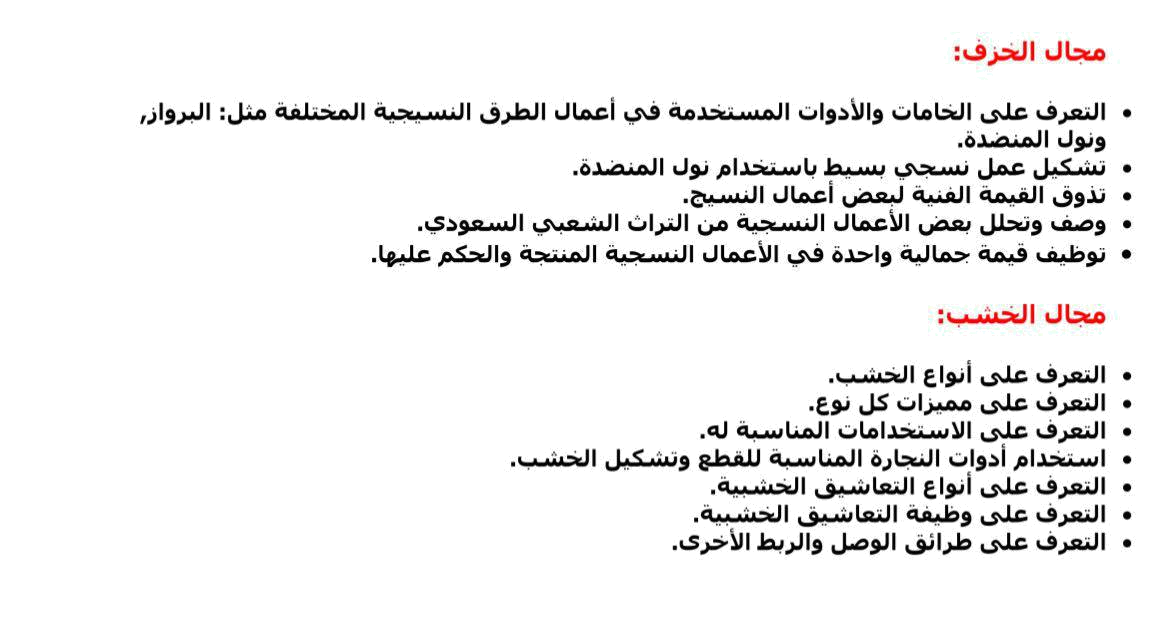 مجال الخزف:
• التعرف على الخامات والأدوات المستخدمة في أعمال الطرق النسيجية المختلفة مثل: البرواز,
ونول المنضدة.
• تشكيل عمل نسجي بسيط باستخدام نول المنضدة.
• تذوق القيمة الفنية لبعض أعمال النسيج.
• وصف وتحلل بعض الأعمال النسجية من التراث الشعبي السعودي.
• توظيف قيمة جمالية واحدة في الأعمال النسجية المنتجة والحكم عليها.
مجال الخشب:
• التعرف على أنواع الخشب.
• التعرف على مميزات كل نوع.
• التعرف على الاستخدامات المناسبة له.
• استخدام أدوات النجارة المناسبة للقطع وتشكيل الخشب.
• التعرف على أنواع التعاشيق الخشبية.
• التعرف على وظيفة التعاشيق الخشبية.
• التعرف على طرائق الوصل والربط الأخرى.